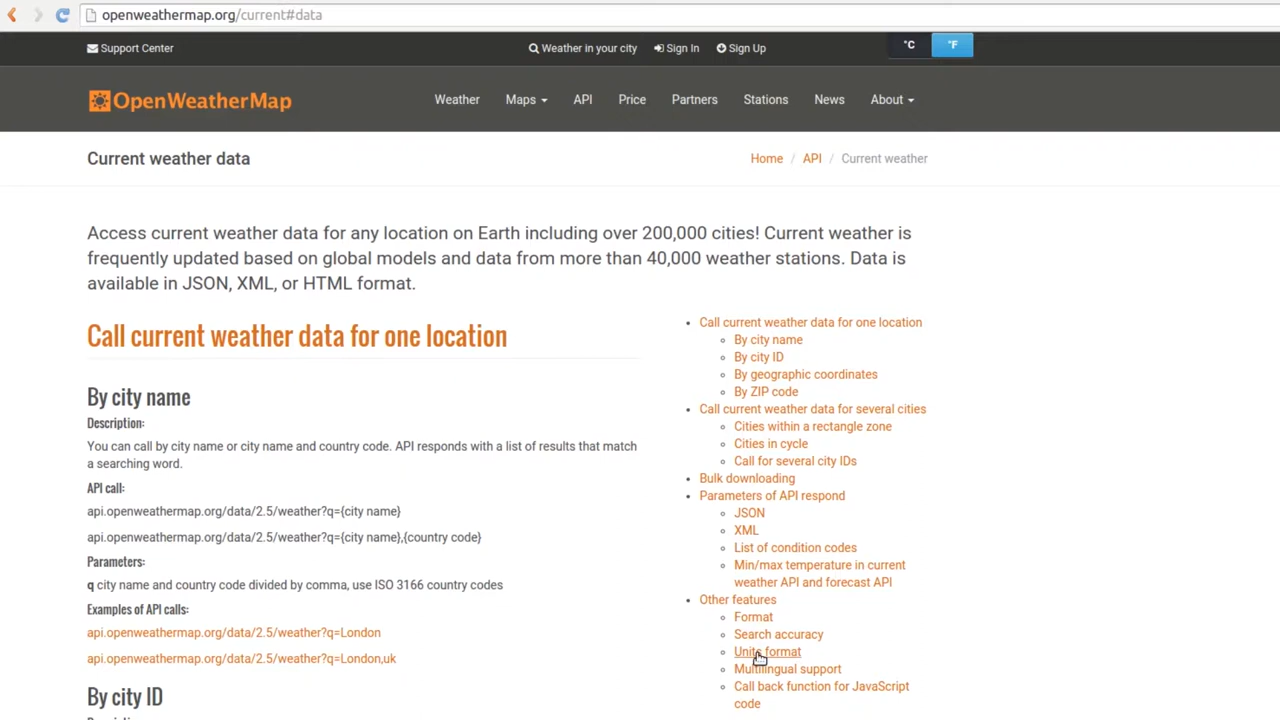 openweathermap.org/current#data
Support Center
Weather in your city
Sign In
Sign Up
°C
°F
OpenWeatherMap
Weather
Maps
API
Price
Partners
Stations
News
About
Current weather data
Home / API / Current weather
Access current weather data for any location on Earth including over 200,000 cities! Current weather is
frequently updated based on global models and data from more than 40,000 weather stations. Data is
available in JSON, XML, or HTML format.
Call current weather data for one location
By city name
Description:
You can call by city name or city name and country code. API responds with a list of results that match
a searching word.
API call:
api.openweathermap.org/data/2.5/weather?q={city name}
api.openweathermap.org/data/2.5/weather?q={city name},{country code}
Parameters:
q city name and country code divided by comma, use ISO 3166 country codes
Examples of API calls:
api.openweathermap.org/data/2.5/weather?q=London
api.openweathermap.org/data/2.5/weather?q=London,uk
By city ID
Call current weather data for one location
By city name
By city ID
By geographic coordinates
By ZIP code
Call current weather data for several cities
Cities within a rectangle zone
Cities in cycle
Call for several city IDs
Bulk downloading
Parameters of API respond
JSON
XML
List of condition codes
Min/max temperature in current
weather API and forecast API
Other features
Format
Search accuracy
Units format
Multilingual support
Call back function for JavaScript
code